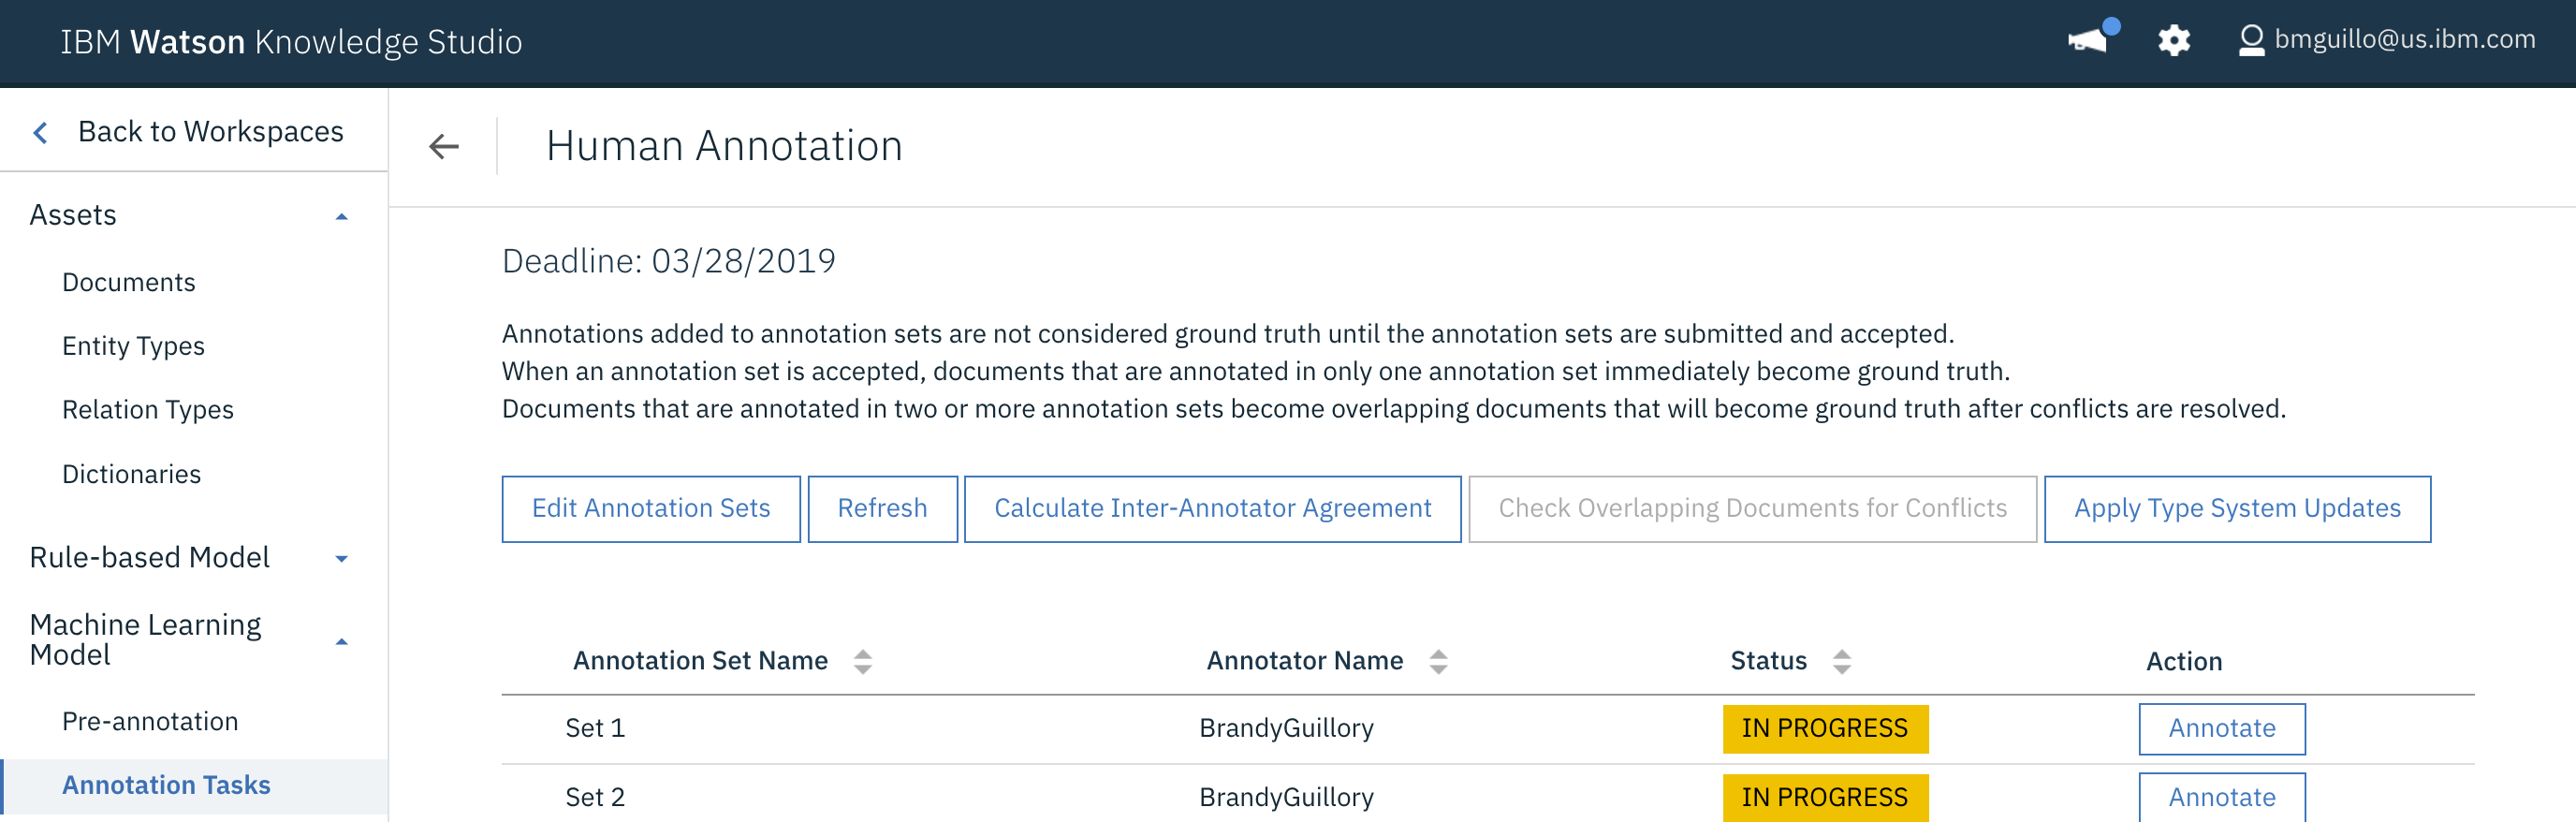 IBM Watson Knowledge Studio
bmguillo@us.ibm.com
Back to Workspaces
Human Annotation
Assets
Documents
Entity Types
Relation Types
Dictionaries
Rule-based Model
Machine Learning
Model
Pre-annotation
Annotation Tasks
Deadline: 03/28/2019
Annotations added to annotation sets are not considered ground truth until the annotation sets are submitted and accepted.
When an annotation set is accepted, documents that are annotated in only one annotation set immediately become ground truth.
Documents that are annotated in two or more annotation sets become overlapping documents that will become ground truth after conflicts are resolved.
Edit Annotation Sets Refresh Calculate Inter-Annotator Agreement Check Overlapping Documents for Conflicts Apply Type System Updates
Annotation Set Name Annotator Name Status Action
Set 1 BrandyGuillory IN PROGRESS Annotate
Set 2 BrandyGuillory IN PROGRESS Annotate